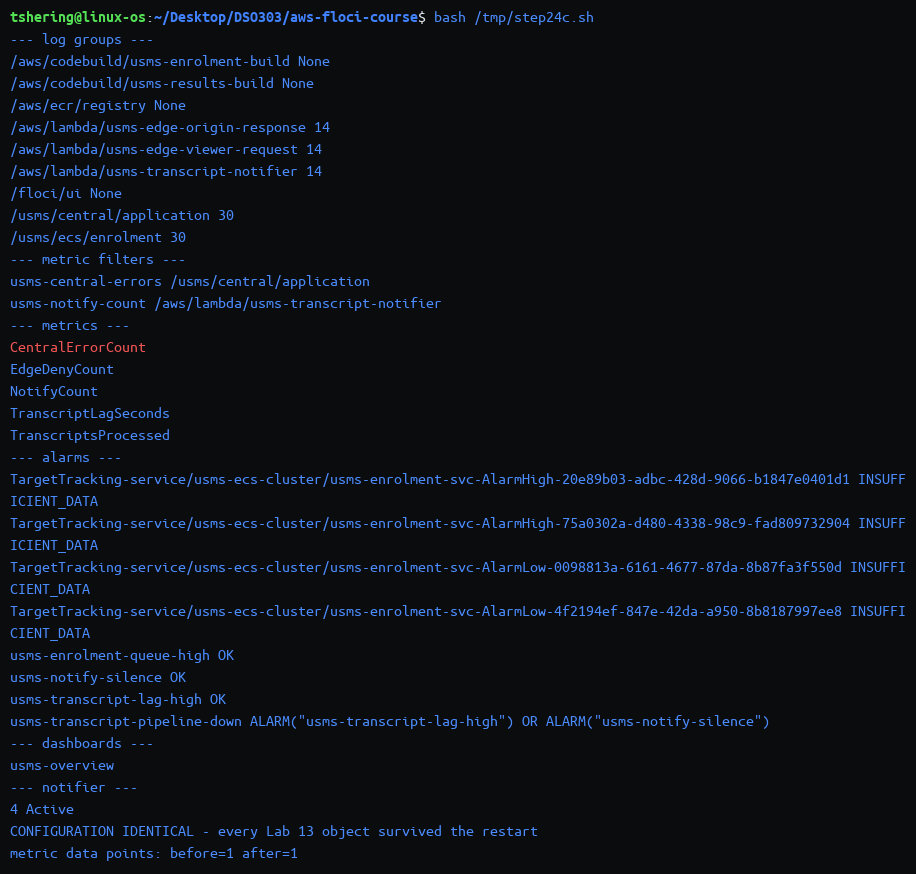 tshering@linux-os:~/Desktop/DSO303/aws-floci-course$ bash /tmp/step24c.sh
--- log groups ---
/aws/codebuild/usms-enrolment-build None
/aws/codebuild/usms-results-build None
/aws/ecr/registry None
/aws/lambda/usms-edge-origin-response 14
/aws/lambda/usms-edge-viewer-request 14
/aws/lambda/usms-transcript-notifier 14
/floci/ui None
/usms/central/application 30
/usms/ecs/enrolment 30
--- metric filters ---
usms-central-errors /usms/central/application
usms-notify-count /aws/lambda/usms-transcript-notifier
--- metrics ---
CentralErrorCount
EdgeDenyCount
NotifyCount
TranscriptLagSeconds
TranscriptsProcessed
--- alarms ---
TargetTracking-service/usms-ecs-cluster/usms-enrolment-svc-AlarmHigh-20e89b03-adbc-428d-9066-b1847e0401d1 INSUFF
ICIENT_DATA
TargetTracking-service/usms-ecs-cluster/usms-enrolment-svc-AlarmHigh-75a0302a-d480-4338-98c9-fad809732904 INSUFF
ICIENT_DATA
TargetTracking-service/usms-ecs-cluster/usms-enrolment-svc-AlarmLow-0098813a-6161-4677-87da-8b87fa3f550d INSUFFI
CIENT_DATA
TargetTracking-service/usms-ecs-cluster/usms-enrolment-svc-AlarmLow-4f2194ef-847e-42da-a950-8b8187997ee8 INSUFFI
CIENT_DATA
usms-enrolment-queue-high OK
usms-notify-silence OK
usms-transcript-lag-high OK
usms-transcript-pipeline-down ALARM("usms-transcript-lag-high") OR ALARM("usms-notify-silence")
--- dashboards ---
usms-overview
--- notifier ---
4 Active
CONFIGURATION IDENTICAL - every Lab 13 object survived the restart
metric data points: before=1 after=1